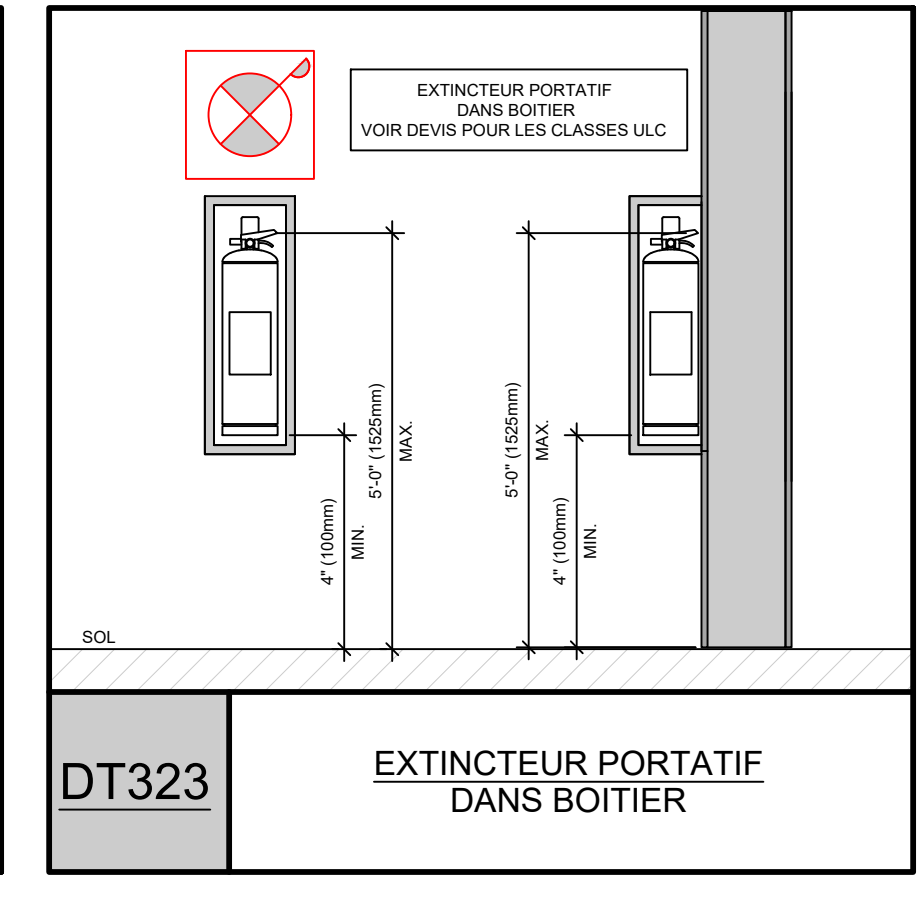 EXTINCTEUR PORTATIF
DANS BOITIER
VOIR DEVIS POUR LES CLASSES ULC
5'-0" (1525mm)
MAX.
4" (100mm)
MIN.
5'-0" (1525mm)
MAX.
4" (100mm)
MIN.
SOL
DT323
EXTINCTEUR PORTATIF
DANS BOITIER